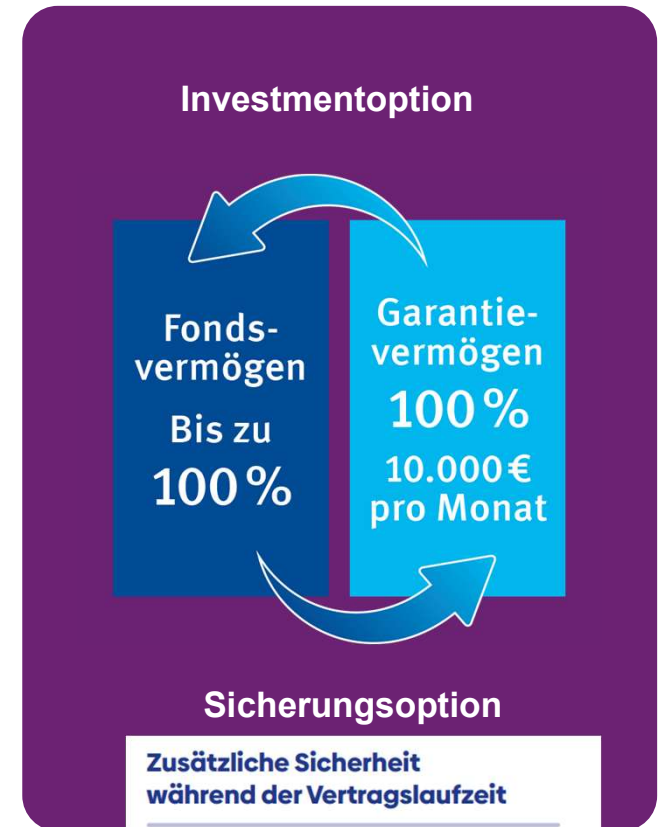 Investmentoption
Fonds-
vermögen
Bis zu
100 %
Garantie-
vermögen
100 %
10.000 €
pro Monat
Sicherungsoption
Zusätzliche Sicherheit
während der Vertragslaufzeit